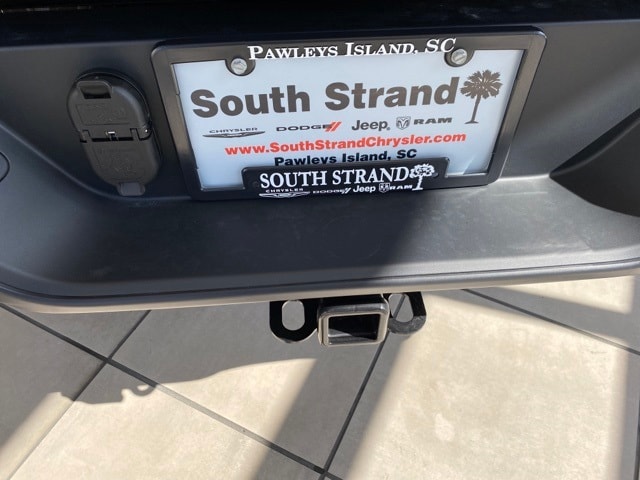 PAWLEYS ISLAND, SC
South Strand
CHRYSLER DODGE Jeep® RAM
www.SouthStrandChrysler.com
Pawleys Island, SC
SOUTH STRAND
CHRYSLER DODGE Jeep RAM